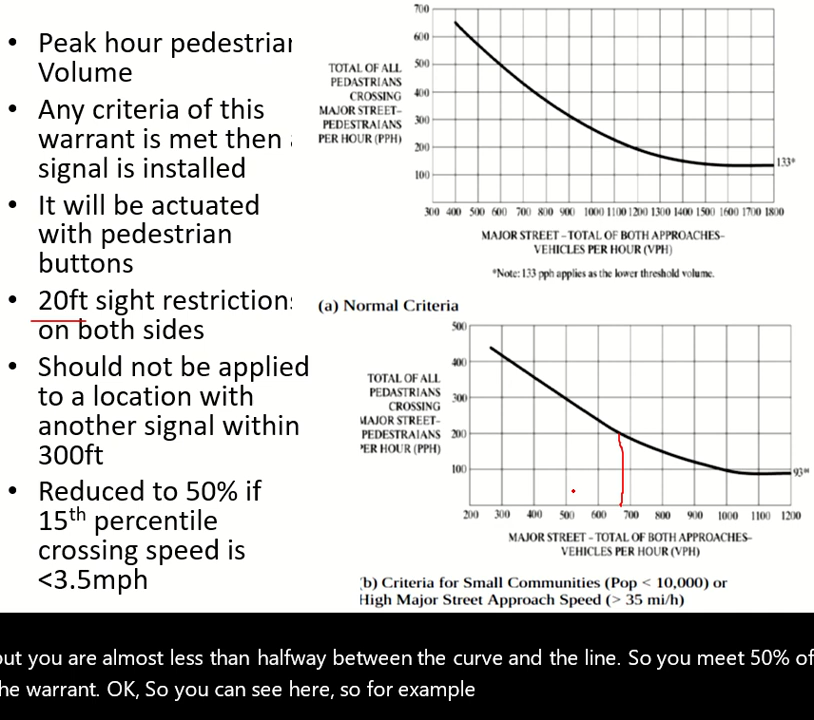 • Peak hour pedestrian
Volume
• Any criteria of this
warrant is met then
signal is installed
• It will be actuated
with pedestrian
buttons
• 20ft sight restrictions
on both sides
• Should not be applied
to a location with
another signal within
300ft
• Reduced to 50% if
15th percentile
crossing speed is
<3.5mph
TOTAL OF ALL
PEDASTRIANS
CROSSING
MAJOR STREET-
PEDESTRAIANS
PER HOUR (PPH)
700
600
500
400
300
200
100
133*
300 400 500 600 700 800 900 1000 1100 1200 1300 1400 1500 1600 1700 1800
MAJOR STREET – TOTAL OF BOTH APPROACHES-
VEHICLES PER HOUR (VPH)
*Note: 133 pph applies as the lower threshold volume.
(a) Normal Criteria
TOTAL OF ALL
PEDASTRIANS
CROSSING
MAJOR STREET-
PEDESTRAIANS
PER HOUR (PPH)
500
400
300
200
100
93*
200 300 400 500 600 700 800 900 1000 1100 1200
MAJOR STREET – TOTAL OF BOTH APPROACHES-
VEHICLES PER HOUR (VPH)
(b) Criteria for Small Communities (Pop < 10,000) or
High Major Street Approach Speed (> 35 mi/h)
but you are almost less than halfway between the curve and the line. So you meet 50% of
the warrant. OK, So you can see here, so for example